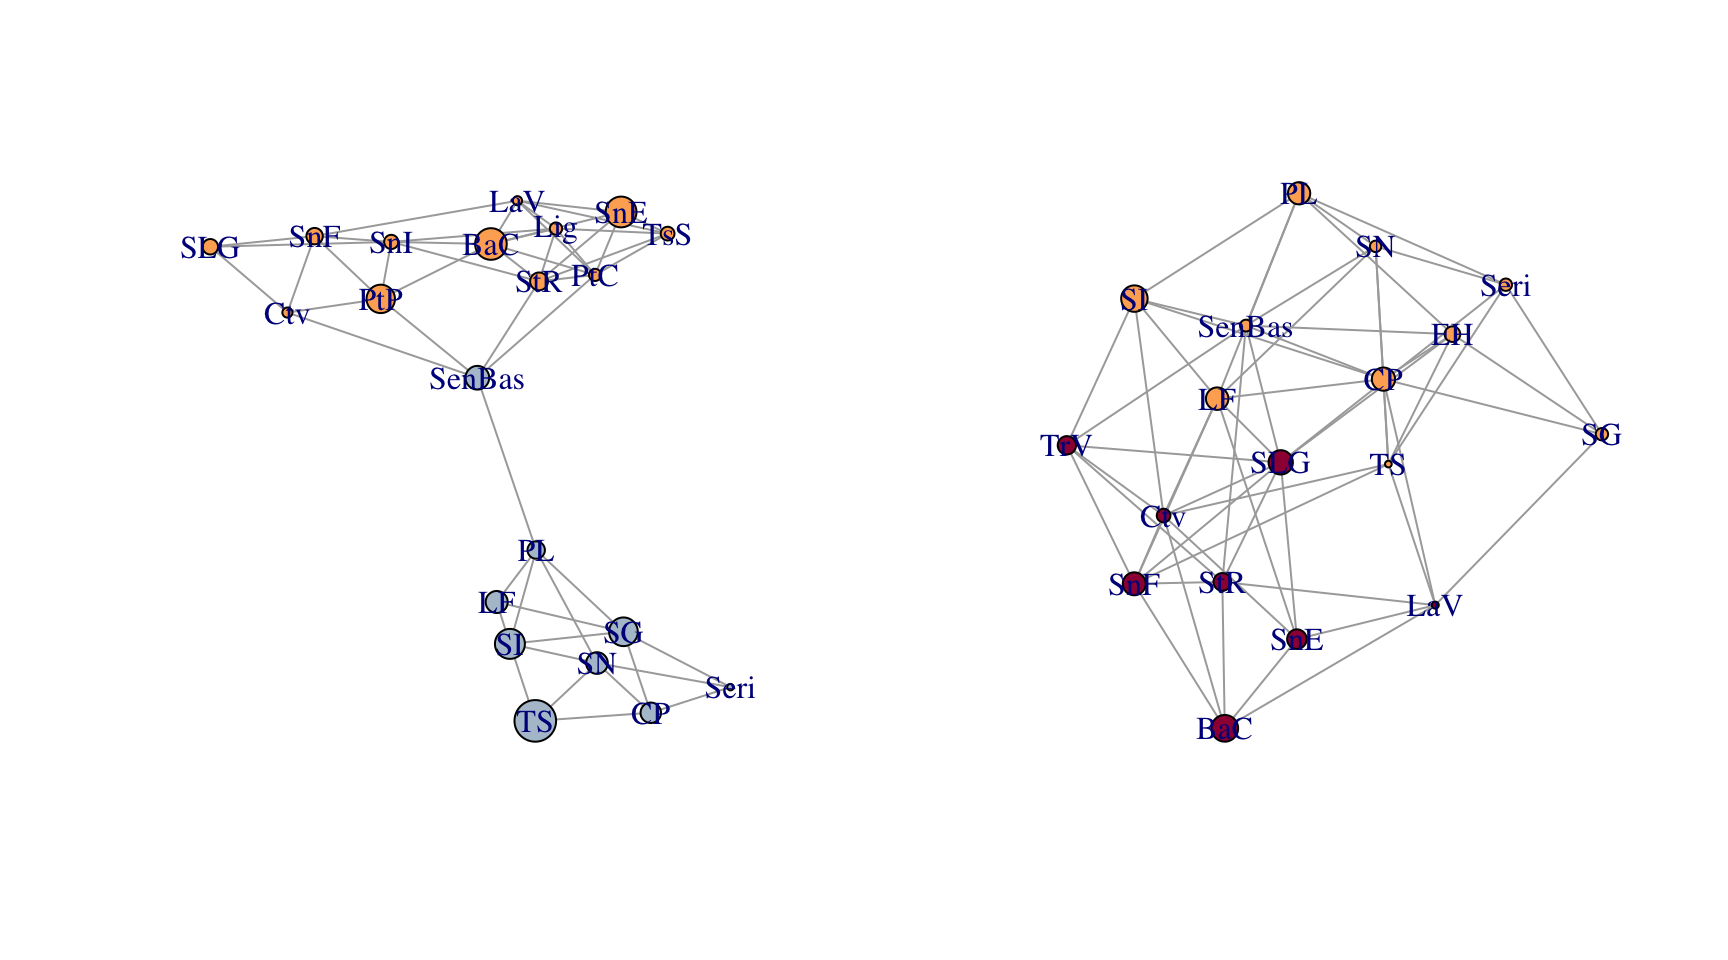 LaV
SnE
Lig
TsS
SLG
SnF
SnI
BaC
StR
PtC
PtP
Ctv
SenBas
PL
LF
SG
SI
SN
Seri
TS
CP
PL
SN
Seri
SI
SenBas
EH
CP
LF
SG
TrV
SLG
TS
Ctv
SnF
StR
LaV
SnE
BaC